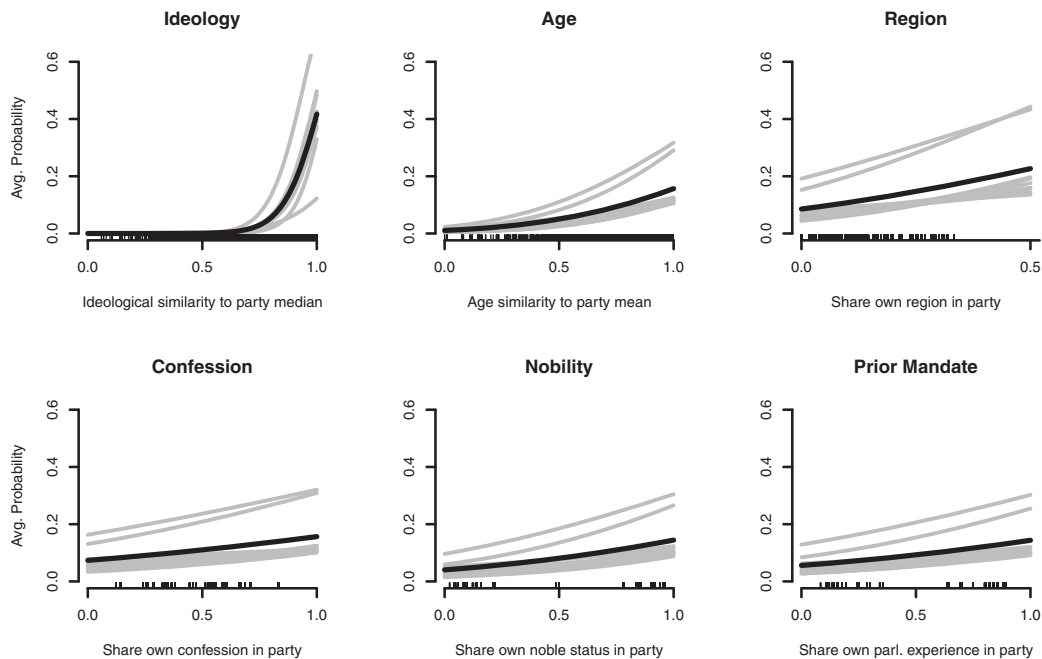 Ideology Age Region
Avg. Probability
0.6 0.6 0.6
0.4 0.4 0.4
0.2 0.2 0.2
0.0 0.0 0.0
0.0 0.5 1.0 0.0 0.5 1.0 0.0 0.5
Ideological similarity to party median Age similarity to party mean Share own region in party
Confession Nobility Prior Mandate
Avg. Probability
0.6 0.6 0.6
0.4 0.4 0.4
0.2 0.2 0.2
0.0 0.0 0.0
0.0 0.5 1.0 0.0 0.5 1.0 0.0 0.5 1.0
Share own confession in party Share own noble status in party Share own parl. experience in party